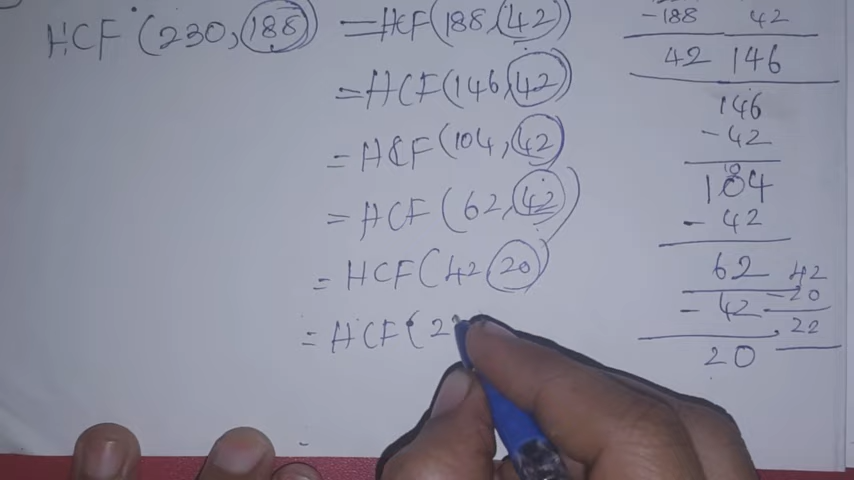 HCF (230, 188) = HCF(188, 42)
= HCF(146, 42)
= HCF(104, 42)
= HCF(62, 42)
= HCF(42 20)
= HCF(2
-188 42
42 146
146
-42
104
- 42
62 42
- 42 -20
20 22